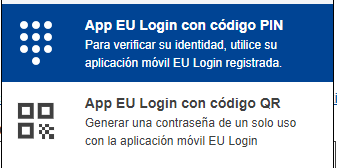 App EU Login con código PIN
Para verificar su identidad, utilice su
aplicación móvil EU Login registrada.
App EU Login con código QR
Generar una contraseña de un solo uso
con la aplicación móvil EU Login